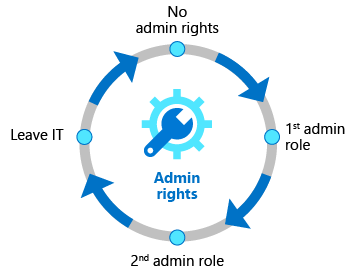 No
admin rights
1st admin
role
Leave IT
Admin
rights
2nd admin role